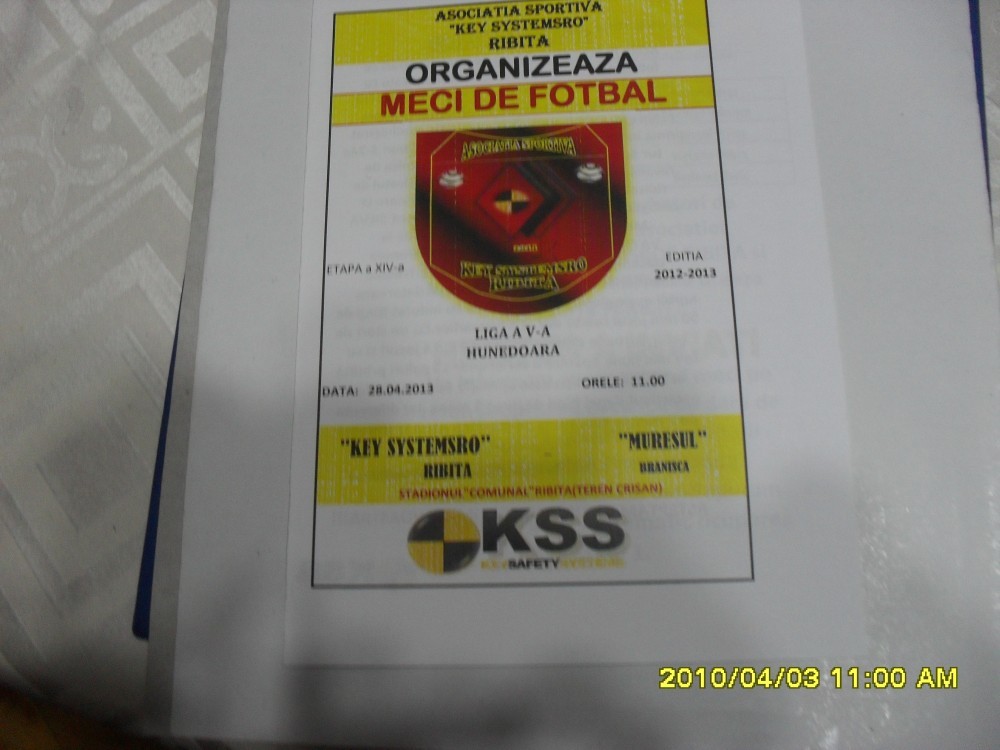 ASOCIATIA SPORTIVA
"KEY SYSTEMSRO"
RIBITA
ORGANIZEAZA
MECI DE FOTBAL
ASOCIATIA SPORTIVA
KEY SYSTEMSRO
RIBITA
ETAPA a XIV-a
EDITIA
2012-2013
LIGA A V-A
HUNEDOARA
DATA: 28.04.2013
ORELE: 11.00
"KEY SYSTEMSRO"
RIBITA
"MURESUL"
BRANISCA
STADIONUL"COMUNAL"RIBITA(TEREN CRISAN)
KSS
KEYSAFETYSYSTEMS
2010/04/03 11:00 AM